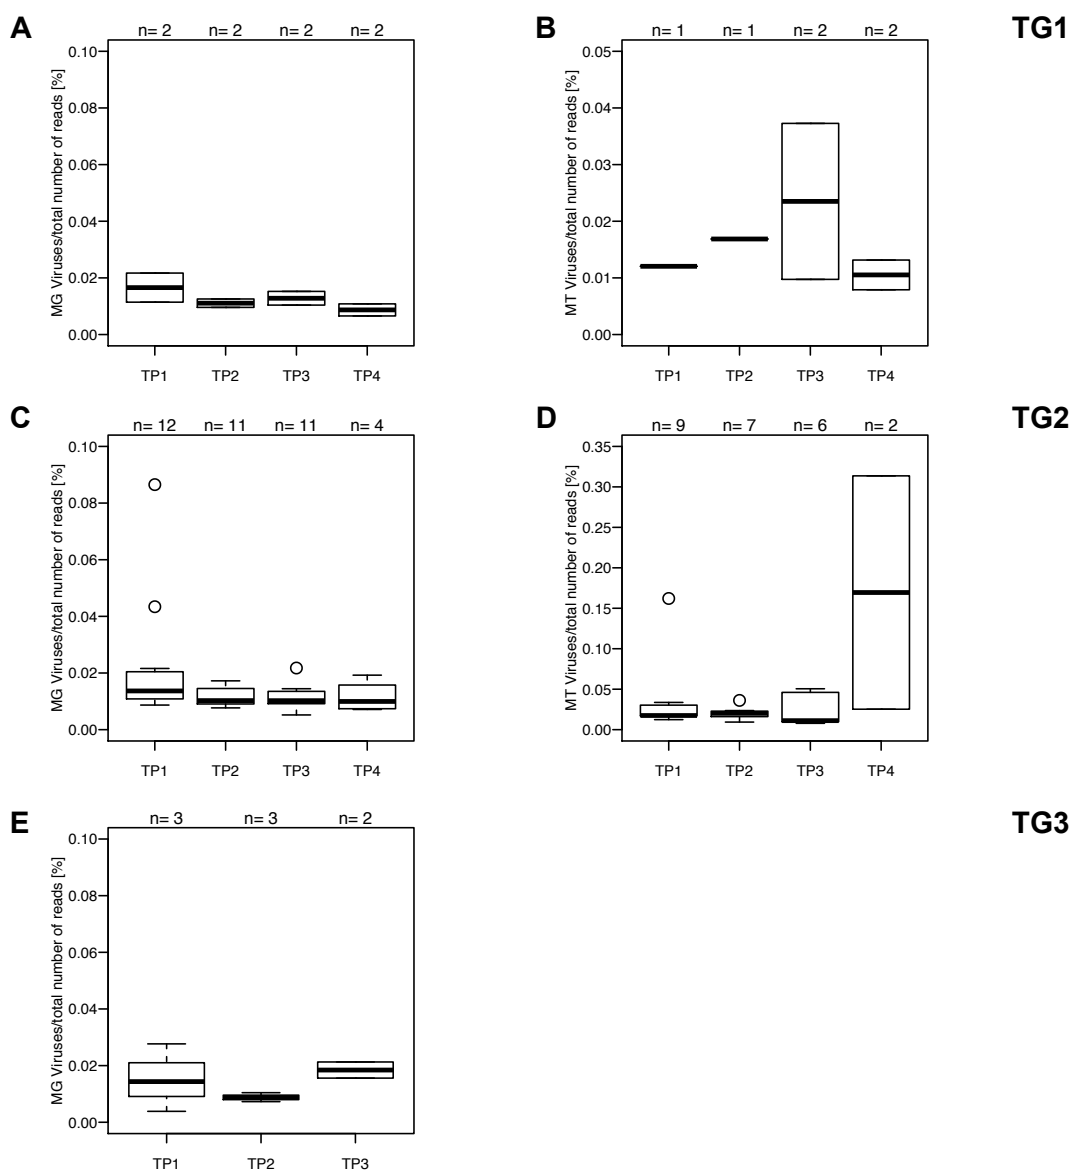 A
n= 2 n= 2 n= 2 n= 2
MG Viruses/total number of reads [%]
0.10
0.08
0.06
0.04
0.02
0.00
TP1 TP2 TP3 TP4
B
n= 1 n= 1 n= 2 n= 2
MT Viruses/total number of reads [%]
0.05
0.04
0.03
0.02
0.01
0.00
TP1 TP2 TP3 TP4
TG1
C
n= 12 n= 11 n= 11 n= 4
MG Viruses/total number of reads [%]
0.10
0.08
0.06
0.04
0.02
0.00
TP1 TP2 TP3 TP4
D
n= 9 n= 7 n= 6 n= 2
MT Viruses/total number of reads [%]
0.35
0.30
0.25
0.20
0.15
0.10
0.05
0.00
TP1 TP2 TP3 TP4
TG2
E
n= 3 n= 3 n= 2
MG Viruses/total number of reads [%]
0.10
0.08
0.06
0.04
0.02
0.00
TP1 TP2 TP3
TG3